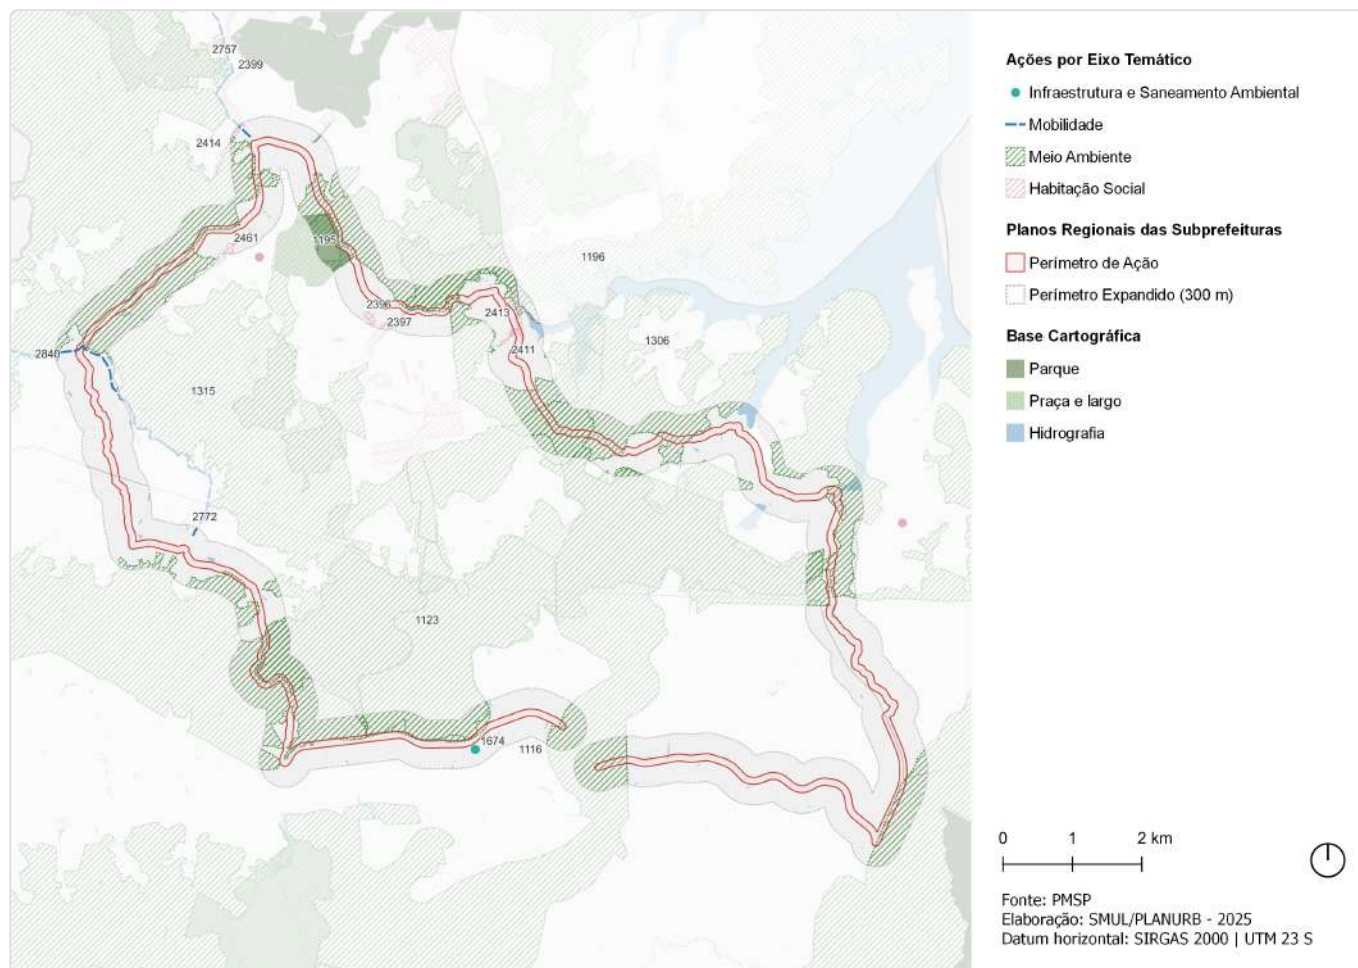 2757
2399
2414
2461
1195
1196
2396
2397
2413
2411
1306
2840
1315
2772
1123
1674
1116
Ações por Eixo Temático
Infraestrutura e Saneamento Ambiental
Mobilidade
Meio Ambiente
Habitação Social
Planos Regionais das Subprefeituras
Perímetro de Ação
Perímetro Expandido (300 m)
Base Cartográfica
Parque
Praça e largo
Hidrografia
0 1 2 km
Fonte: PMSP
Elaboração: SMUL/PLANURB - 2025
Datum horizontal: SIRGAS 2000 | UTM 23 S